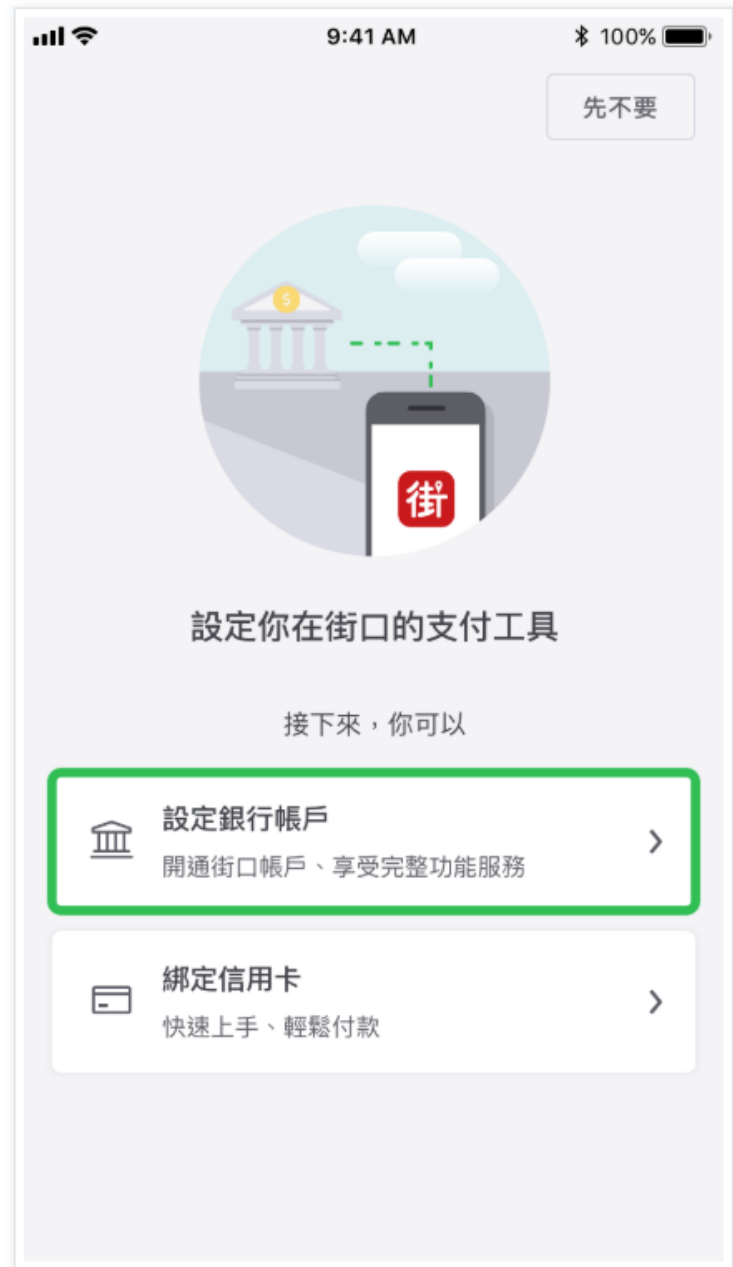 9:41 AM
100%
先不要
$
街
設定你在街口的支付工具
接下來，你可以
設定銀行帳戶
開通街口帳戶、享受完整功能服務
綁定信用卡
快速上手、輕鬆付款